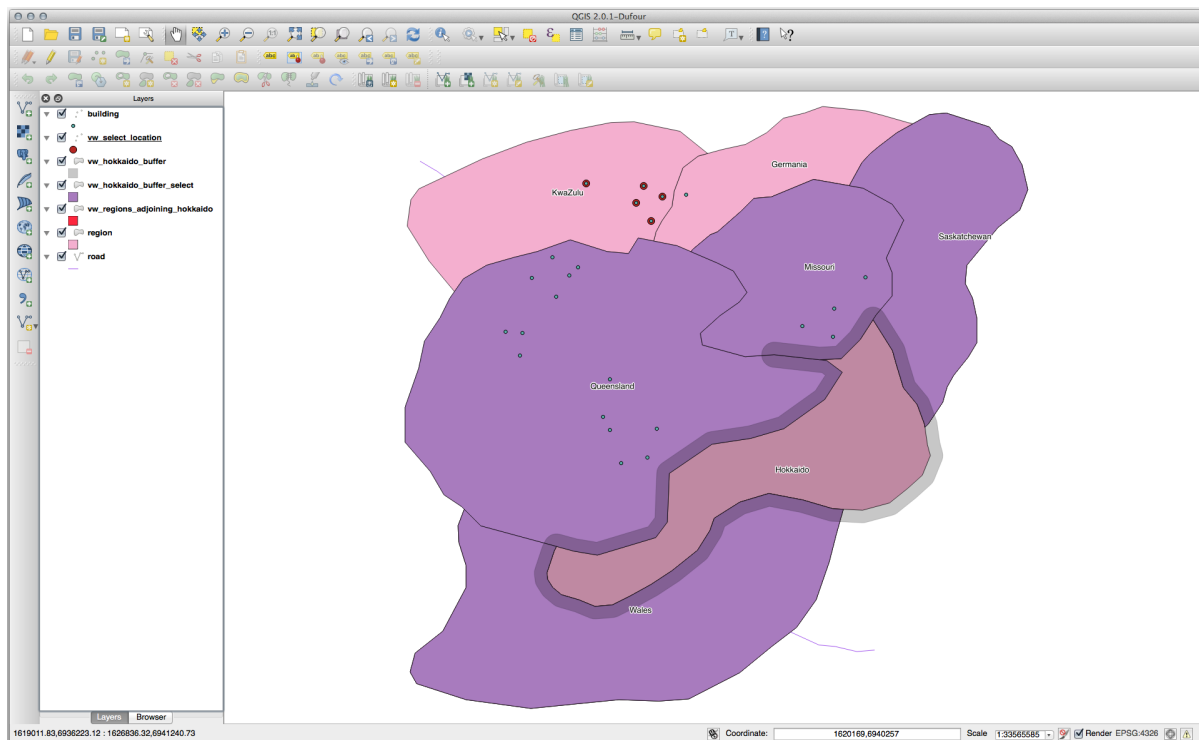 QGIS 2.0.1-Dufour
Layers
building
vw_select_location
vw_hokkaido_buffer
vw_hokkaido_buffer_select
vw_regions_adjoining_hokkaido
region
road
Germania
KwaZulu
Saskatchewan
Missouri
Queensland
Hokkaido
Wales
Layers
Browser
1619011.83,6936223.12 : 1626836.32,6941240.73
Coordinate:
1620169,6940257
Scale
1:33565585
Render
EPSG:4326